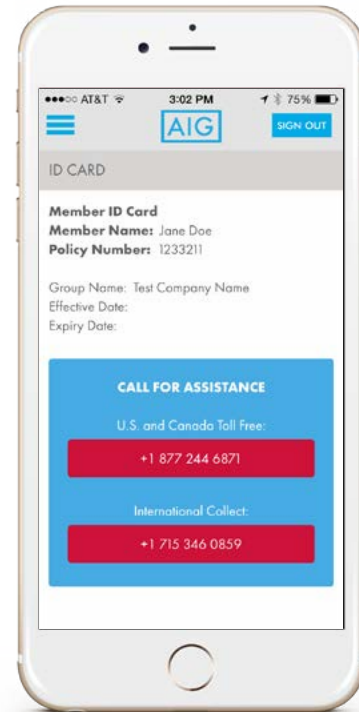 AT&T 3:02 PM 75%
AIG SIGN OUT
ID CARD
Member ID Card
Member Name: Jane Doe
Policy Number: 1233211
Group Name: Test Company Name
Effective Date:
Expiry Date:
CALL FOR ASSISTANCE
U.S. and Canada Toll Free:
+1 877 244 6871
International Collect:
+1 715 346 0859